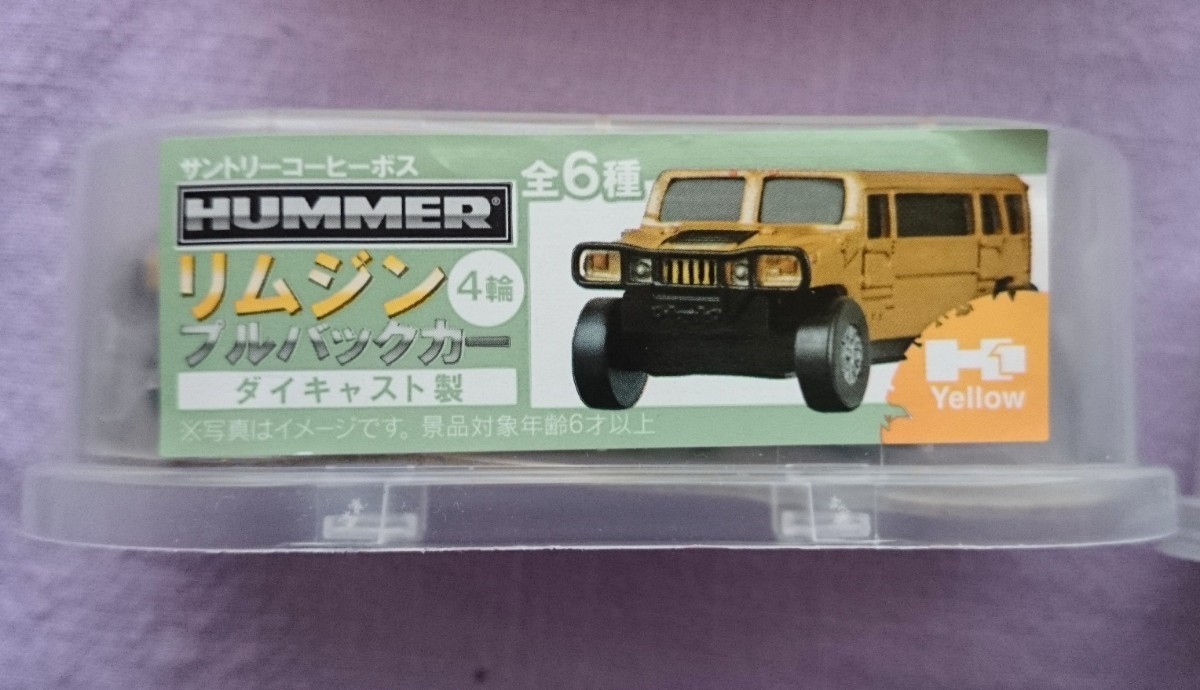 サントリーコーヒーボス
全6種
HUMMER®
リムジン
4輪
プルバックカー
ダイキャスト製
※写真はイメージです。景品対象年齢6才以上
H1
Yellow